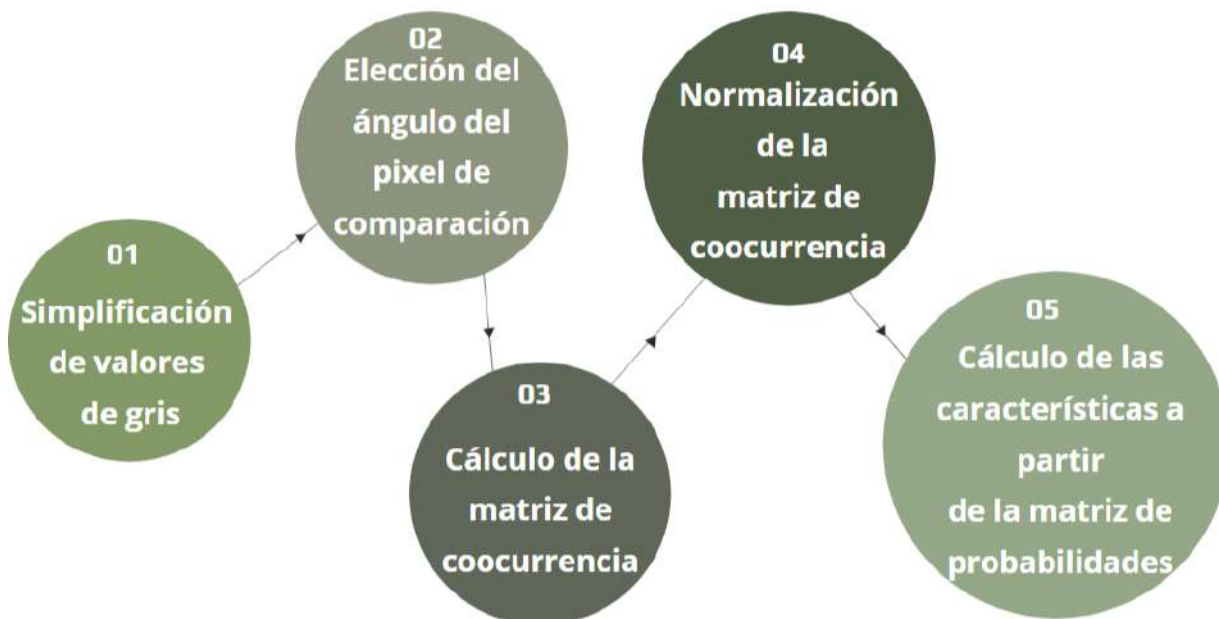 01
Simplificación
de valores
de gris
02
Elección del
ángulo del
pixel de
comparación
03
Cálculo de la
matriz de
coocurrencia
04
Normalización
de la
matriz de
coocurrencia
05
Cálculo de las
característísticas a
partir
de la matriz de
probabilidades